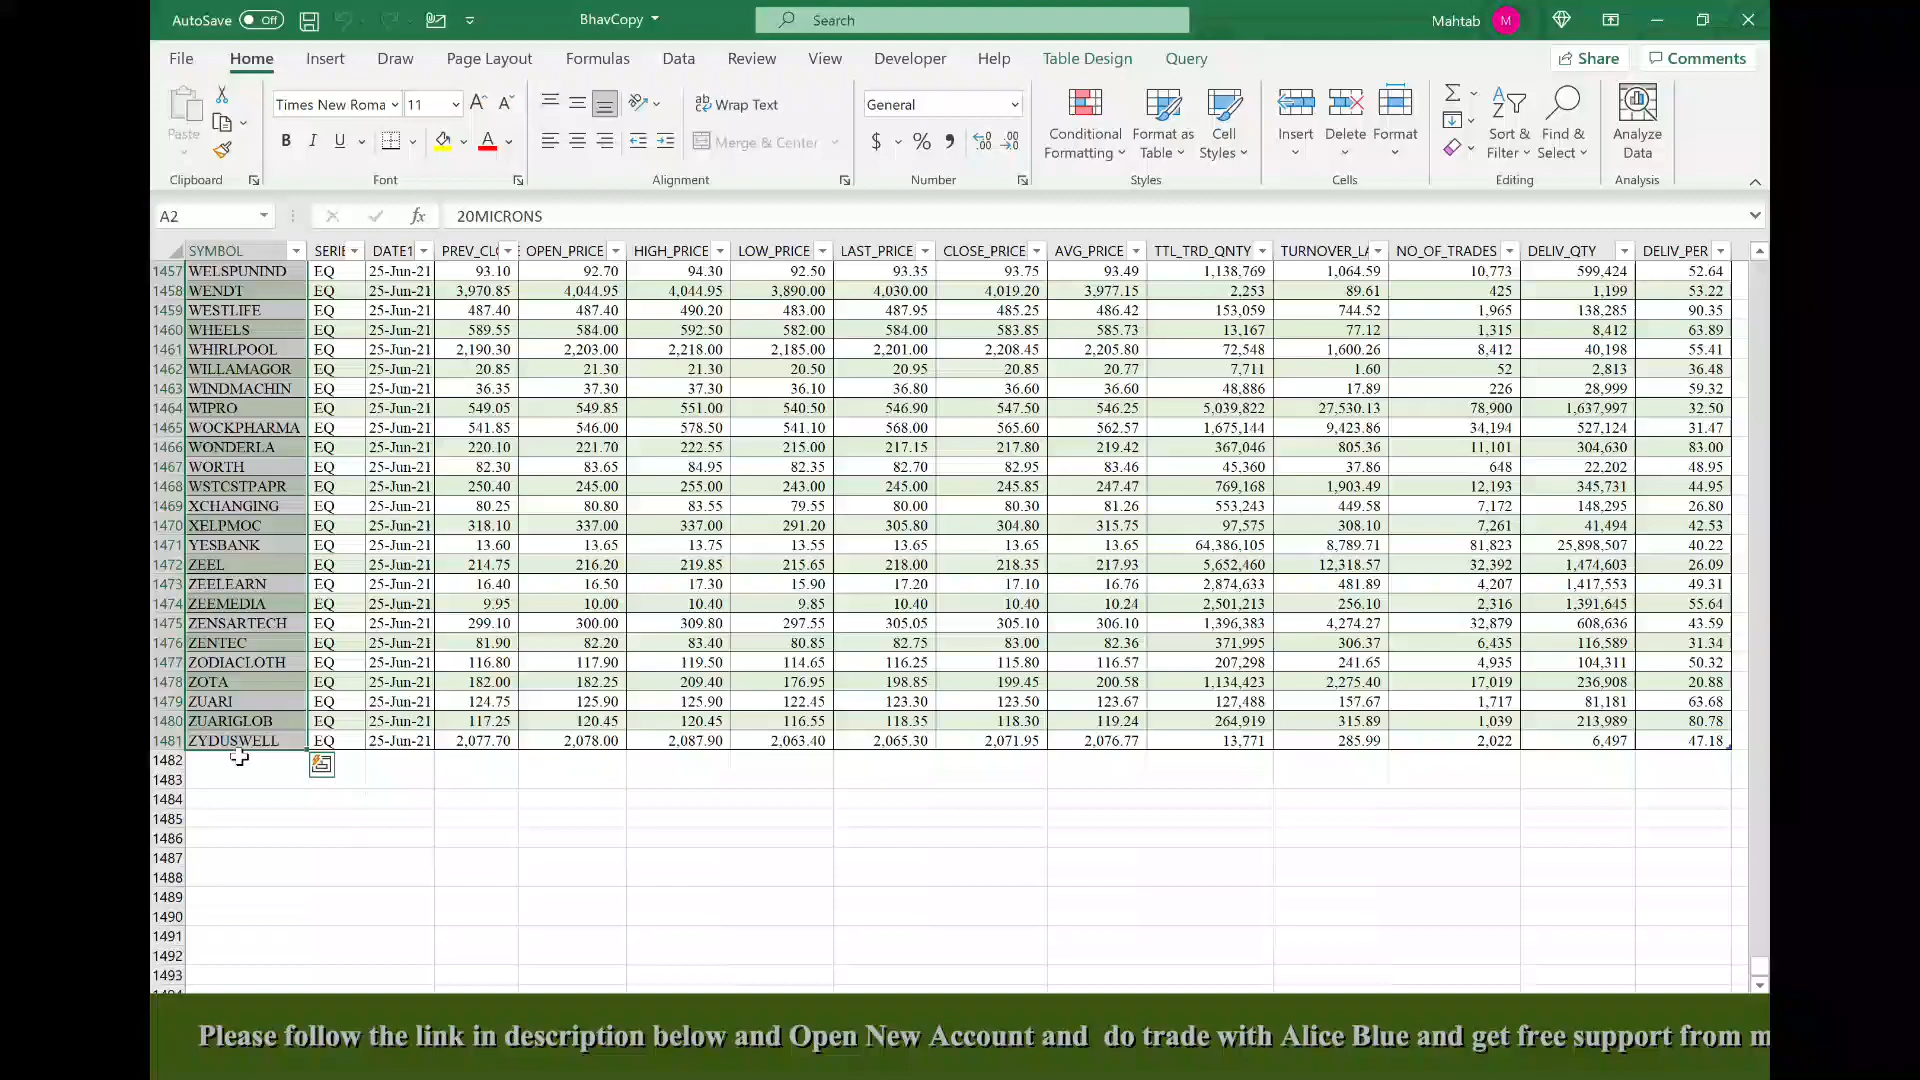 AutoSave Off BhavCopy Search Mahtab M
File Home Insert Draw Page Layout Formulas Data Review View Developer Help Table Design Query Share Comments
Paste Times New Roma 11 A A Wrap Text General Conditional Format as Cell Insert Delete Format Sort & Find & Analyze
B I U A Merge & Center $ % Formatting Table Styles Filter Select Data
Clipboard Font Alignment Number Styles Cells Editing Analysis
A2 fx 20MICRONS
SYMBOL SERIE DATE1 PREV_CL OPEN_PRICE HIGH_PRICE LOW_PRICE LAST_PRICE CLOSE_PRICE AVG_PRICE TTL_TRD_QNTY TURNOVER_LA NO_OF_TRADES DELIV_QTY DELIV_PER
1457 WELSPUNIND EQ 25-Jun-21 93.10 92.70 94.30 92.50 93.35 93.75 93.49 1,138,769 1,064.59 10,773 599,424 52.64
1458 WENDT EQ 25-Jun-21 3,970.85 4,044.95 4,044.95 3,890.00 4,030.00 4,019.20 3,977.15 2,253 89.61 425 1,199 53.22
1459 WESTLIFE EQ 25-Jun-21 487.40 487.40 490.20 483.00 487.95 485.25 486.42 153,059 744.52 1,965 138,285 90.35
1460 WHEELS EQ 25-Jun-21 589.55 584.00 592.50 582.00 584.00 583.85 585.73 13,167 77.12 1,315 8,412 63.89
1461 WHIRLPOOL EQ 25-Jun-21 2,190.30 2,203.00 2,218.00 2,185.00 2,201.00 2,208.45 2,205.80 72,548 1,600.26 8,412 40,198 55.41
1462 WILLAMAGOR EQ 25-Jun-21 20.85 21.30 21.30 20.50 20.95 20.85 20.77 7,711 1.60 52 2,813 36.48
1463 WINDMACHIN EQ 25-Jun-21 36.35 37.30 37.30 36.10 36.80 36.60 36.60 48,886 17.89 226 28,999 59.32
1464 WIPRO EQ 25-Jun-21 549.05 549.85 551.00 540.50 546.90 547.50 546.25 5,039,822 27,530.13 78,900 1,637,997 32.50
1465 WOCKPHARMA EQ 25-Jun-21 541.85 546.00 578.50 541.10 568.00 565.60 562.57 1,675,144 9,423.86 34,194 527,124 31.47
1466 WONDERLA EQ 25-Jun-21 220.10 221.70 222.55 215.00 217.15 217.80 219.42 367,046 805.36 11,101 304,630 83.00
1467 WORTH EQ 25-Jun-21 82.30 83.65 84.95 82.35 82.70 82.95 83.46 45,360 37.86 648 22,202 48.95
1468 WSTCSTPAPR EQ 25-Jun-21 250.40 245.00 255.00 243.00 245.00 245.85 247.47 769,168 1,903.49 12,193 345,731 44.95
1469 XCHANGING EQ 25-Jun-21 80.25 80.80 83.55 79.55 80.00 80.30 81.26 553,243 449.58 7,172 148,295 26.80
1470 XELPMOC EQ 25-Jun-21 318.10 337.00 337.00 291.20 305.80 304.80 315.75 97,575 308.10 7,261 41,494 42.53
1471 YESBANK EQ 25-Jun-21 13.60 13.65 13.75 13.55 13.65 13.65 13.65 64,386,105 8,789.71 81,823 25,898,507 40.22
1472 ZEEL EQ 25-Jun-21 214.75 216.20 219.85 215.65 218.00 218.35 217.93 5,652,460 12,318.57 32,392 1,474,603 26.09
1473 ZEELEARN EQ 25-Jun-21 16.40 16.50 17.30 15.90 17.20 17.10 16.76 2,874,633 481.89 4,207 1,417,553 49.31
1474 ZEEMEDIA EQ 25-Jun-21 9.95 10.00 10.40 9.85 10.40 10.40 10.24 2,501,213 256.10 2,316 1,391,645 55.64
1475 ZENSARTECH EQ 25-Jun-21 299.10 300.00 309.80 297.55 305.05 305.10 306.10 1,396,383 4,274.27 32,879 608,636 43.59
1476 ZENTEC EQ 25-Jun-21 81.90 82.20 83.40 80.85 82.75 83.00 82.36 371,995 306.37 6,435 116,589 31.34
1477 ZODIACLOTH EQ 25-Jun-21 116.80 117.90 119.50 114.65 116.25 115.80 116.57 207,298 241.65 4,935 104,311 50.32
1478 ZOTA EQ 25-Jun-21 182.00 182.25 209.40 176.95 198.85 199.45 200.58 1,134,423 2,275.40 17,019 236,908 20.88
1479 ZUARI EQ 25-Jun-21 124.75 125.90 125.90 122.45 123.30 123.50 123.67 127,488 157.67 1,717 81,181 63.68
1480 ZUARIGLOB EQ 25-Jun-21 117.25 120.45 120.45 116.55 118.35 118.30 119.24 264,919 315.89 1,039 213,989 80.78
1481 ZYDUSWELL EQ 25-Jun-21 2,077.70 2,078.00 2,087.90 2,063.40 2,065.30 2,071.95 2,076.77 13,771 285.99 2,022 6,497 47.18
1482
1483
1484
1485
1486
1487
1488
1489
1490
1491
1492
1493
Please follow the link in description below and Open New Account and do trade with Alice Blue and get free support from m